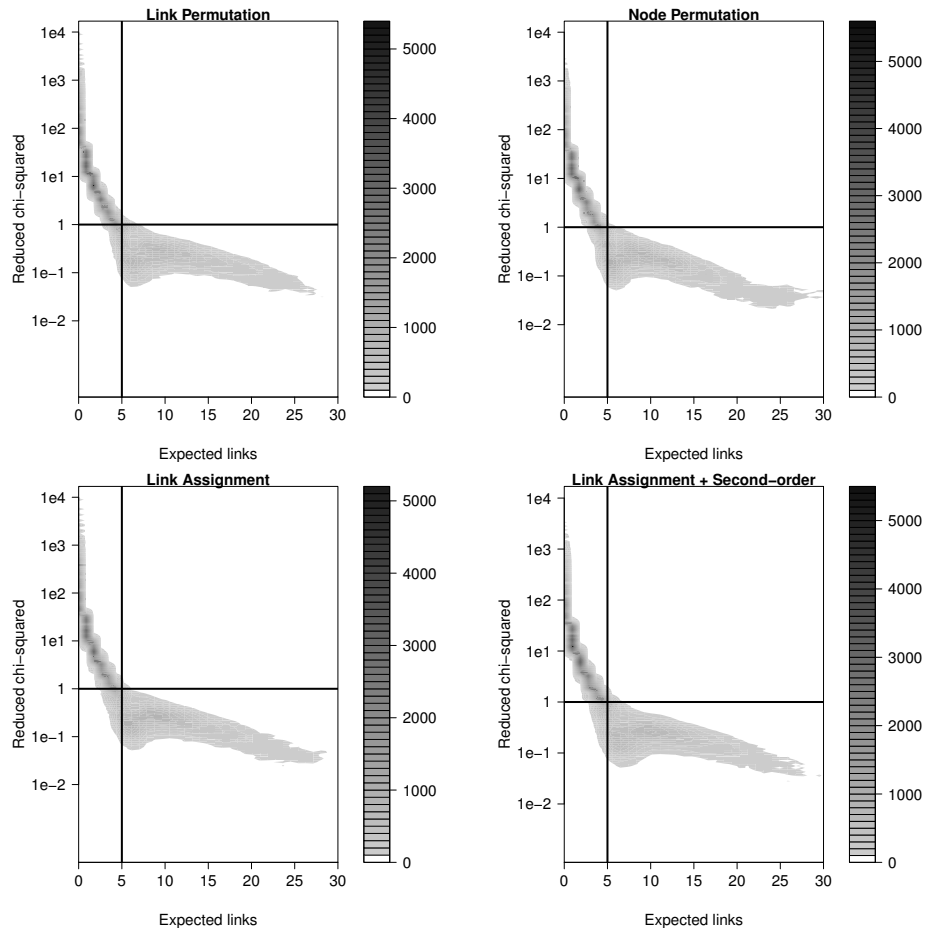 Link Permutation
Reduced chi−squared
1e4
1e3
1e2
1e1
1
1e−1
1e−2
0 5 10 15 20 25 30
Expected links
5000
4000
3000
2000
1000
0
Node Permutation
Reduced chi−squared
1e4
1e3
1e2
1e1
1
1e−1
1e−2
0 5 10 15 20 25 30
Expected links
5000
4000
3000
2000
1000
0
Link Assignment
Reduced chi−squared
1e4
1e3
1e2
1e1
1
1e−1
1e−2
0 5 10 15 20 25 30
Expected links
5000
4000
3000
2000
1000
0
Link Assignment + Second−order
Reduced chi−squared
1e4
1e3
1e2
1e1
1
1e−1
1e−2
0 5 10 15 20 25 30
Expected links
5000
4000
3000
2000
1000
0